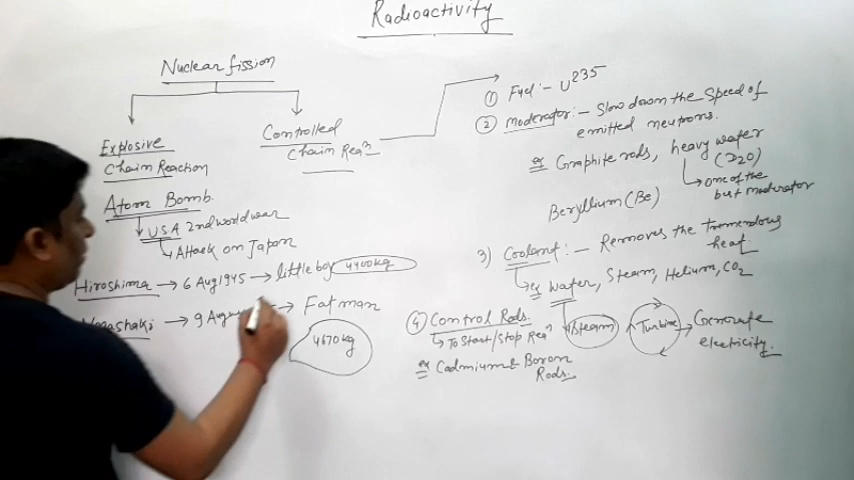 Radioactivity
Nuclear fission
Explosive
Chain Reaction
Atom Bomb.
USA 2nd world war
Attack on Japan
Hiroshima → 6 Aug 1945 → little boy 4400kg
→ 9 Aug → Fat man
4670kg
Controlled
Chain Reaⁿ
① Fuel :- U235
② Moderator :- Slow down the Speed of
emitted neutrons.
eg Graphite rods, heavy water
(D2O)
→ one of the
best moderator
Beryllium (Be)
3) Coolant :- Removes the tremendous
heat.
eg Water, Steam, Helium, CO2
Steam Turbine → Generate
electricity.
④ Control Rods.
To Start/Stop Reaⁿ
eg Cadmium & Boron
Rods.